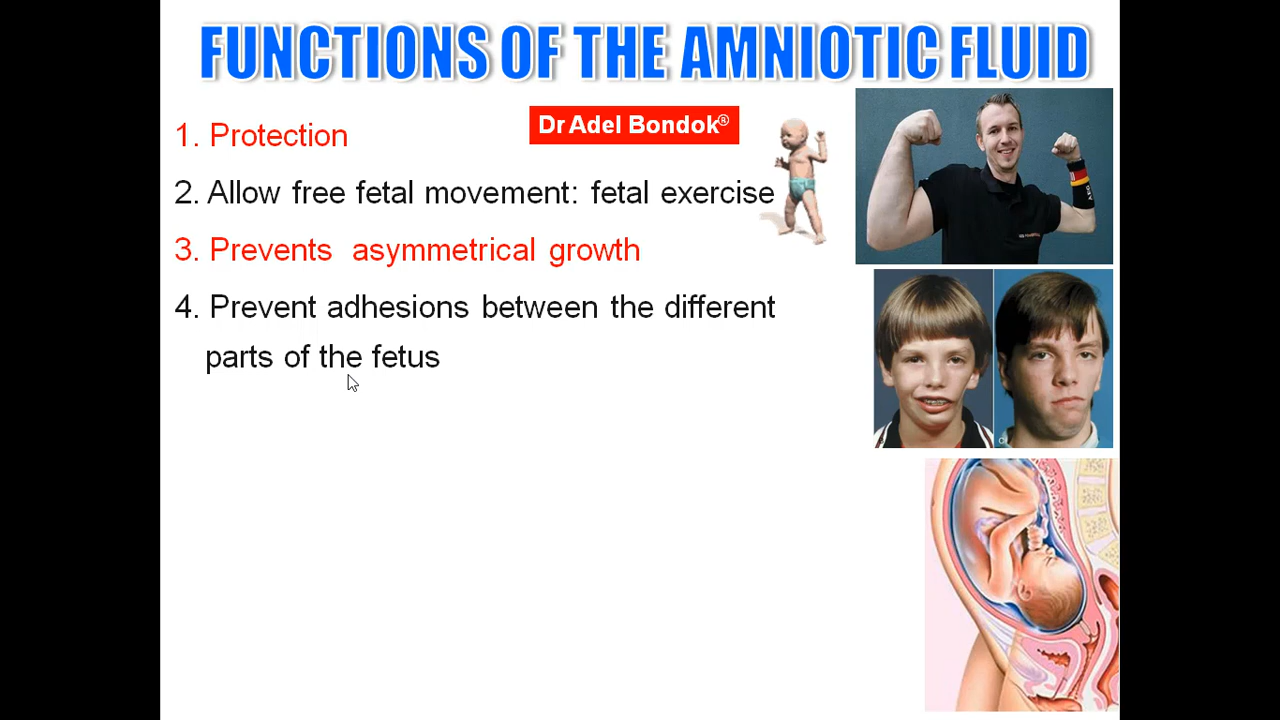 FUNCTIONS OF THE AMNIOTIC FLUID
Dr Adel Bondok®
1. Protection
2. Allow free fetal movement: fetal exercise
3. Prevents asymmetrical growth
4. Prevent adhesions between the different
parts of the fetus